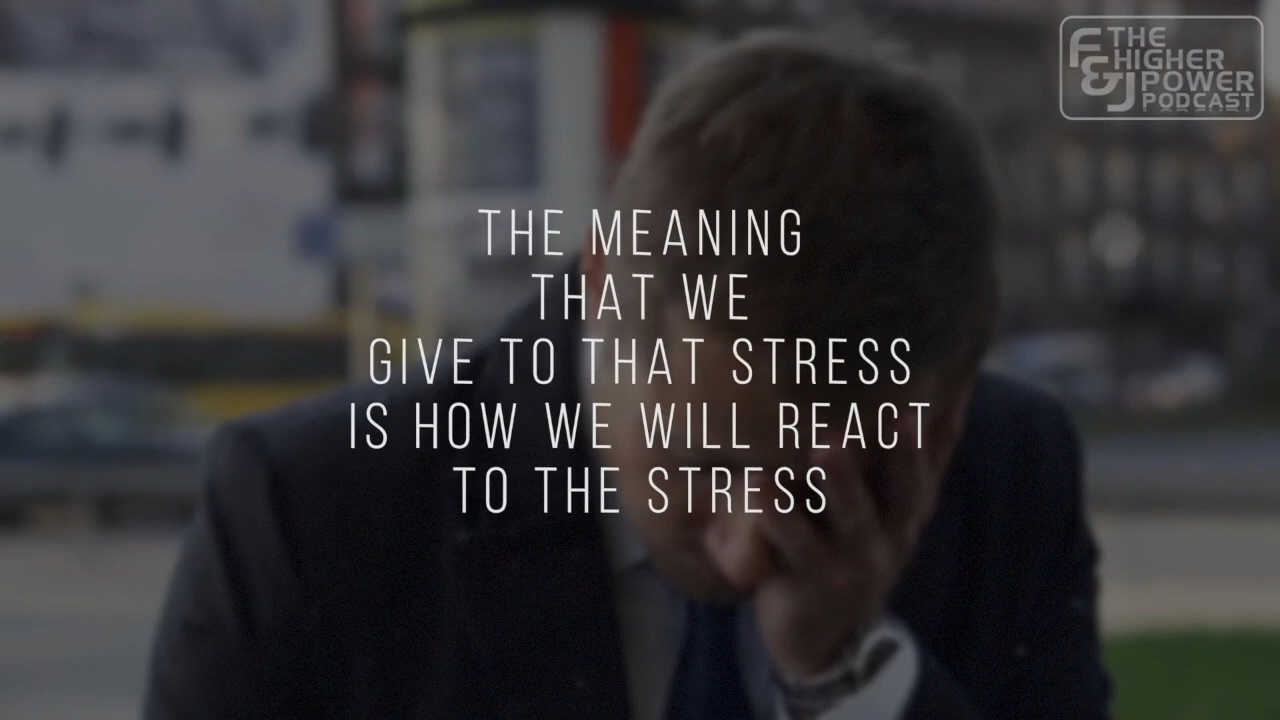 THE MEANING
THAT WE
GIVE TO THAT STRESS
IS HOW WE WILL REACT
TO THE STRESS
F&J
THE
HIGHER
POWER
PODCAST